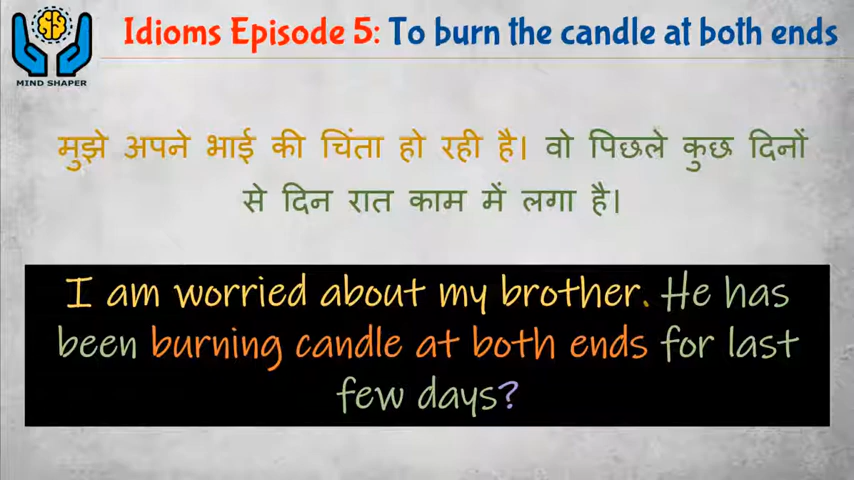 Idioms Episode 5: To burn the candle at both ends
MIND SHAPER
मुझे अपने भाई की चिंता हो रही है। वो पिछले कुछ दिनों
से दिन रात काम में लगा है।
I am worried about my brother. He has
been burning candle at both ends for last
few days?